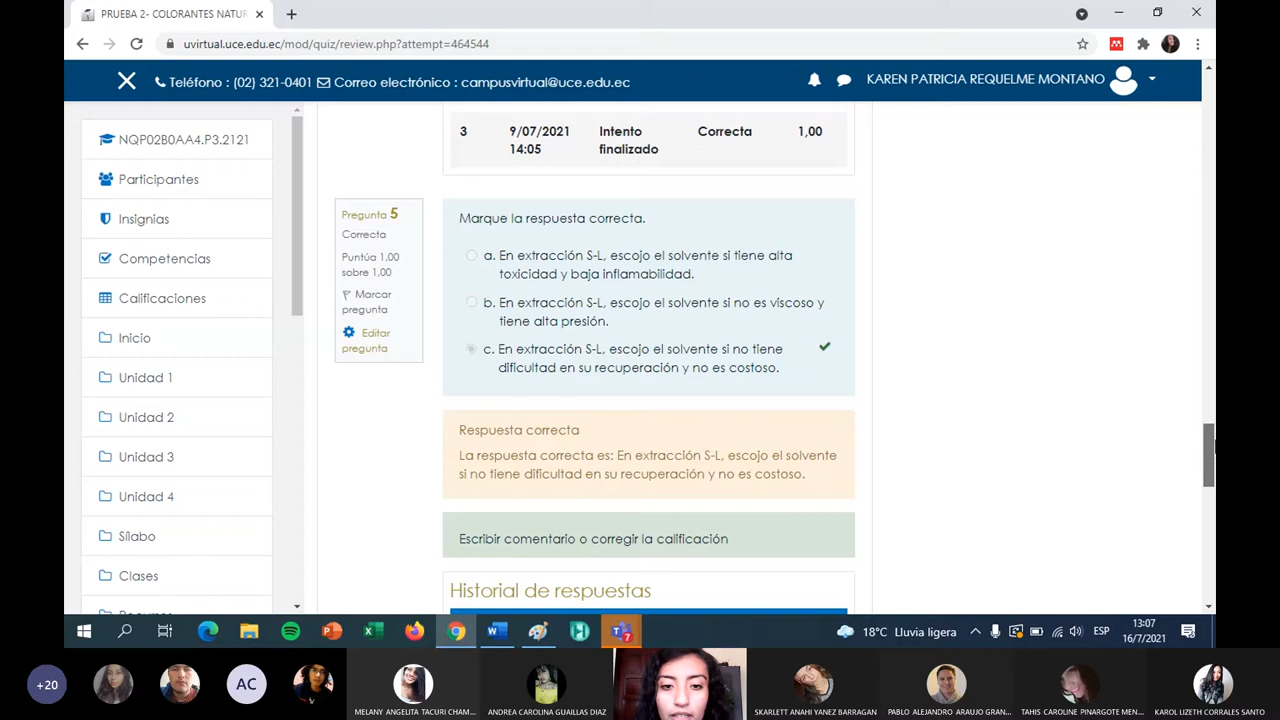 PRUEBA 2- COLORANTES NATUR
uvirtual.uce.edu.ec/mod/quiz/review.php?attempt=464544
Teléfono : (02) 321-0401 Correo electrónico : campusvirtual@uce.edu.ec
KAREN PATRICIA REQUELME MONTANO
NQP02B0AA4.P3.2121
Participantes
Insignias
Competencias
Calificaciones
Inicio
Unidad 1
Unidad 2
Unidad 3
Unidad 4
Sílabo
Clases
3 9/07/2021 Intento Correcta 1,00
14:05 finalizado
Pregunta 5
Correcta
Puntúa 1,00
sobre 1,00
Marcar
pregunta
Editar
pregunta
Marque la respuesta correcta.
a. En extracción S-L, escojo el solvente si tiene alta
toxicidad y baja inflamabilidad.
b. En extracción S-L, escojo el solvente si no es viscoso y
tiene alta presión.
c. En extracción S-L, escojo el solvente si no tiene
dificultad en su recuperación y no es costoso.
Respuesta correcta
La respuesta correcta es: En extracción S-L, escojo el solvente
si no tiene dificultad en su recuperación y no es costoso.
Escribir comentario o corregir la calificación
Historial de respuestas
18°C Lluvia ligera
ESP
13:07
16/7/2021
7
+20
AC
MELANY ANGELITA TACURI CHAM...
ANDREA CAROLINA GUAILLAS DIAZ
SKARLETT ANAHI YANEZ BARRAGAN
PABLO ALEJANDRO ARAUJO GRAN...
TAHIS CAROLINE PINARGOTE MEN...
KAROL LIZETH CORRALES SANTO